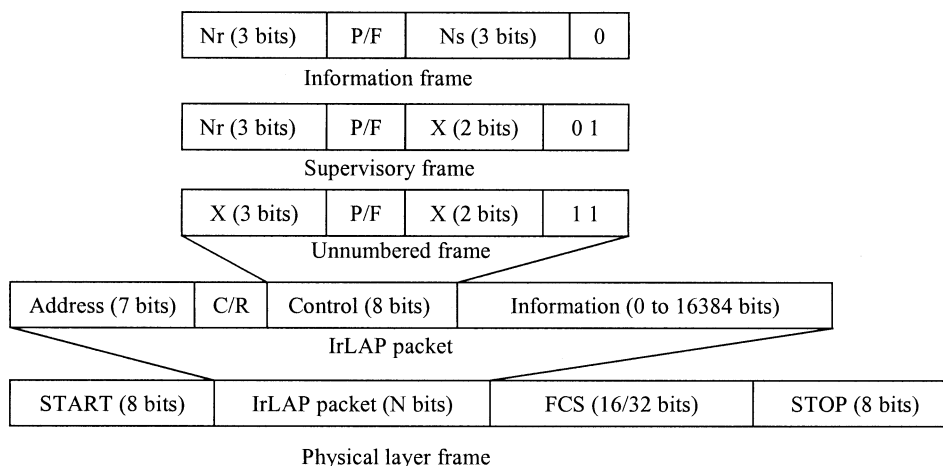 Nr (3 bits) P/F Ns (3 bits) 0
Information frame
Nr (3 bits) P/F X (2 bits) 0 1
Supervisory frame
X (3 bits) P/F X (2 bits) 1 1
Unnumbered frame
Address (7 bits) C/R Control (8 bits) Information (0 to 16384 bits)
IrLAP packet
START (8 bits) IrLAP packet (N bits) FCS (16/32 bits) STOP (8 bits)
Physical layer frame